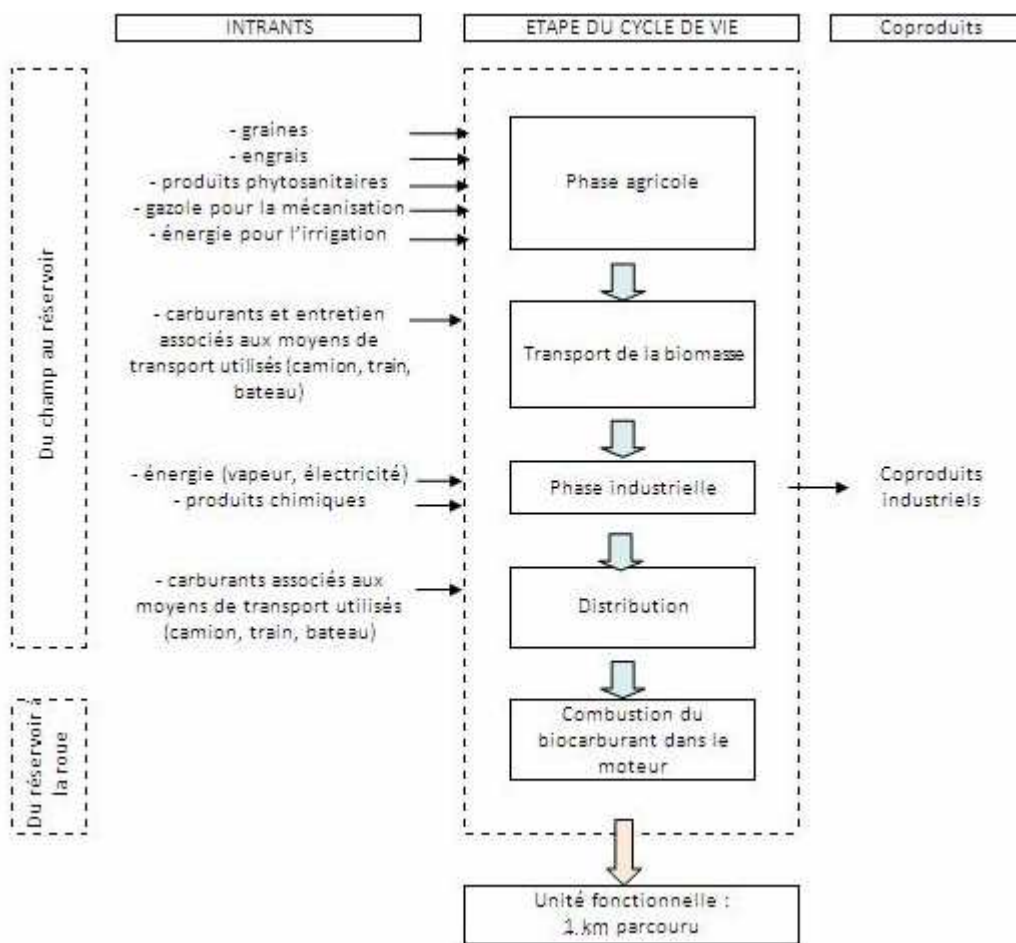 INTRANTS
ETAPE DU CYCLE DE VIE
Coproduits
Du champ au réservoir
- graines
- engrais
- produits phytosanitaires
- gazole pour la mécanisation
- énergie pour l'irrigation
Phase agricole
- carburants et entretien
associés aux moyens de
transport utilisés (camion, train,
bateau)
Transport de la biomasse
- énergie (vapeur, électricité)
- produits chimiques
Phase industrielle
Coproduits
industriels
- carburants associés aux
moyens de transport utilisés
(camion, train, bateau)
Distribution
Du réservoir à
la roue
Combustion du
biocarburant dans le
moteur
Unité fonctionnelle :
1.km parcouru